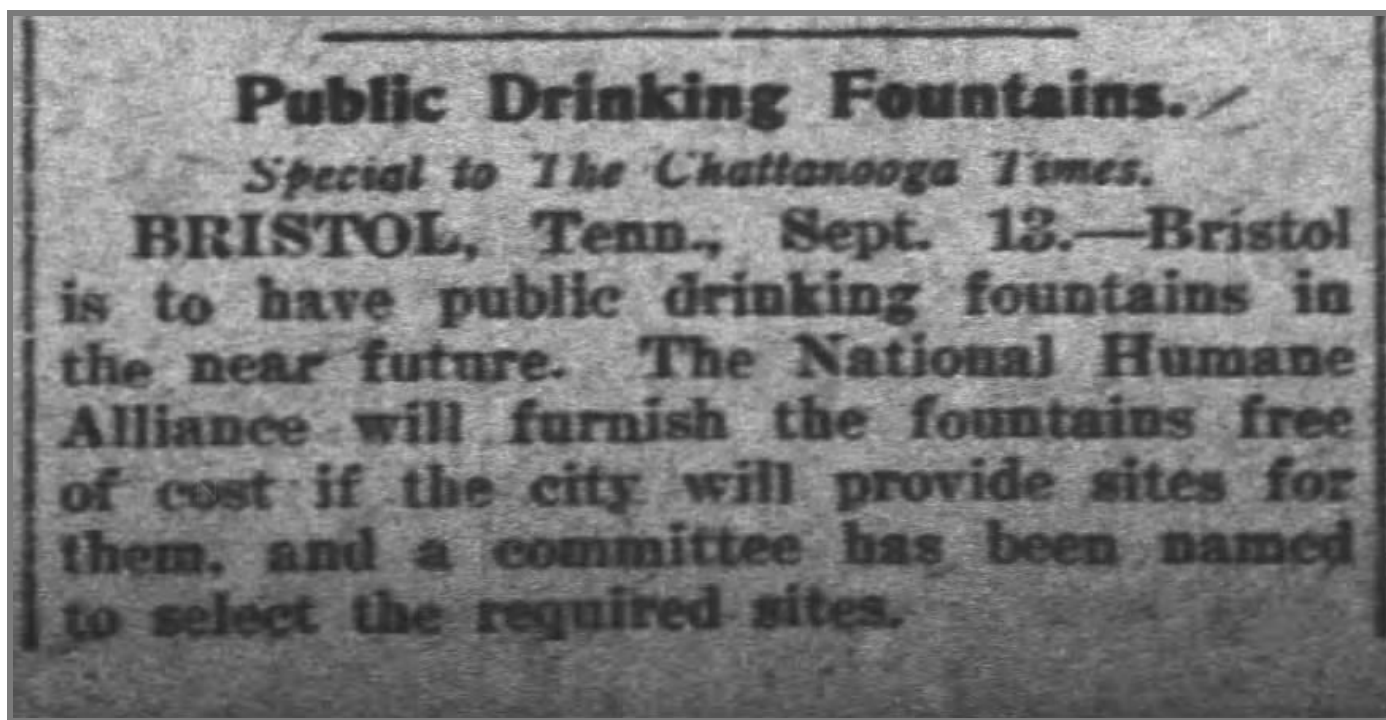 Public Drinking Fountains.
Special to The Chattanooga Times.
BRISTOL, Tenn., Sept. 13.—Bristol
is to have public drinking fountains in
the near future. The National Humane
Alliance will furnish the fountains free
of cost if the city will provide sites for
them, and a committee has been named
to select the required sites.